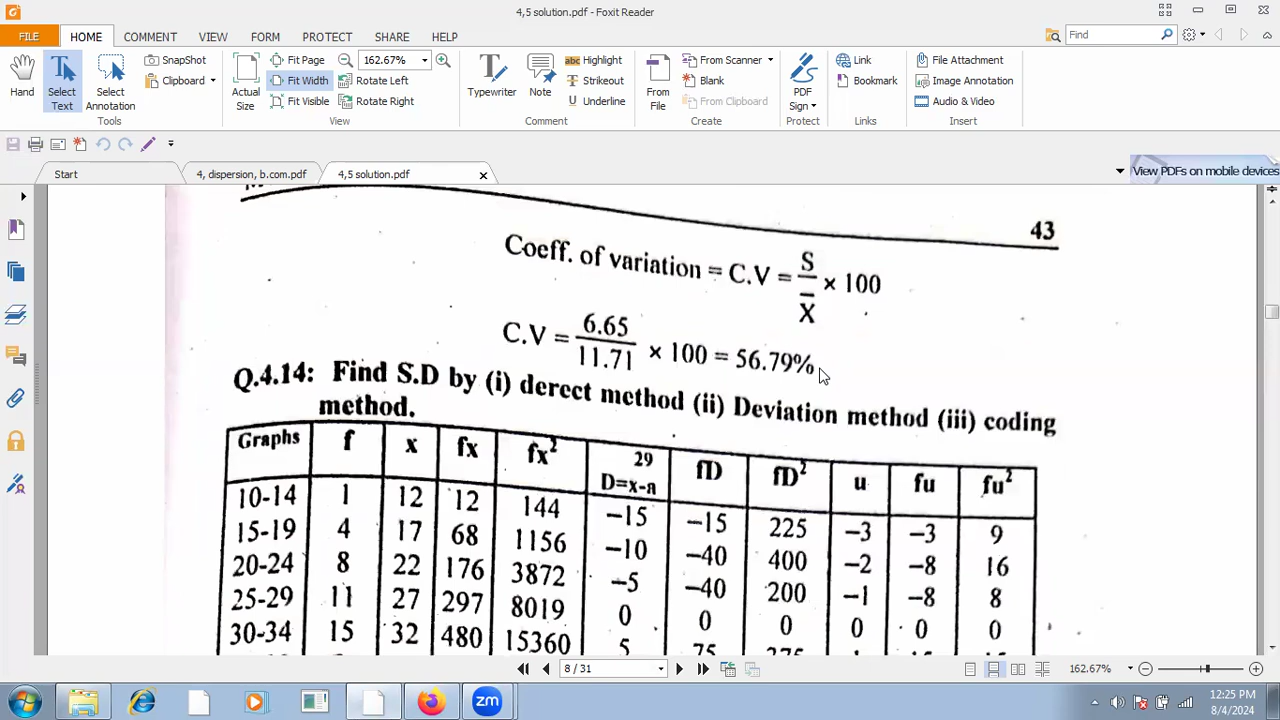 4,5 solution.pdf - Foxit Reader
FILE HOME COMMENT VIEW FORM PROTECT SHARE HELP
Find
Hand
Select Text
Select Annotation
SnapShot
Clipboard
Tools
Actual Size
Fit Page
Fit Width
Fit Visible
162.67%
Rotate Left
Rotate Right
View
Typewriter
Note
Highlight
Strikeout
Underline
Comment
From File
From Scanner
Blank
From Clipboard
Create
PDF Sign
Protect
Link
Bookmark
Links
File Attachment
Image Annotation
Audio & Video
Insert
Start 4, dispersion, b.com.pdf 4,5 solution.pdf
View PDFs on mobile devices
43
Coeff. of variation = C.V = S / X̅ × 100
C.V = 6.65 / 11.71 × 100 = 56.79%
Q.4.14: Find S.D by (i) derect method (ii) Deviation method (iii) coding
method.
Graphs f x fx fx² 29 D=x-a fD fD² u fu fu²
10-14 1 12 12 144 −15 −15 225 −3 −3 9
15-19 4 17 68 1156 −10 −40 400 −2 −8 16
20-24 8 22 176 3872 −5 −40 200 −1 −8 8
25-29 11 27 297 8019 0 0 0 0 0 0
30-34 15 32 480 15360 5 75
8 / 31
162.67%
zm
12:25 PM
8/4/2024